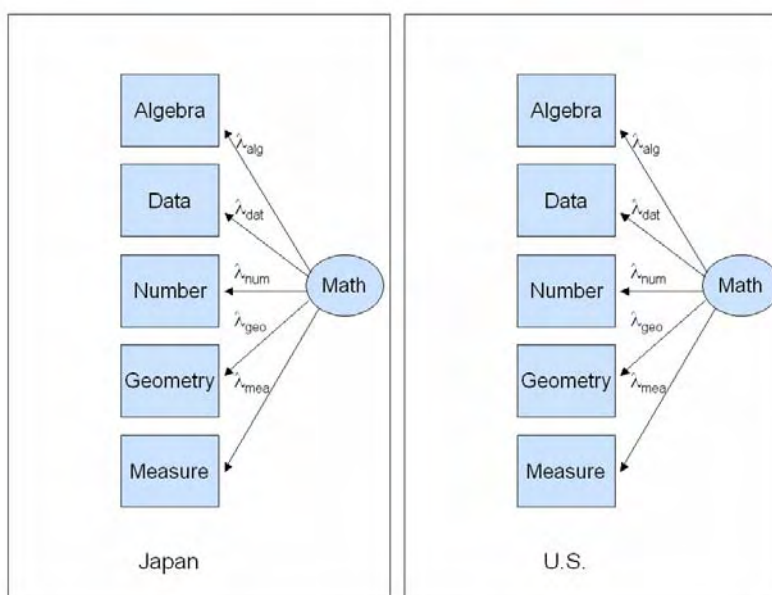 Algebra
λalg
Data
λdat
Number
λnum
Math
λgeo
Geometry
λmea
Measure
Japan
Algebra
λalg
Data
λdat
Number
λnum
Math
λgeo
Geometry
λmea
Measure
U.S.